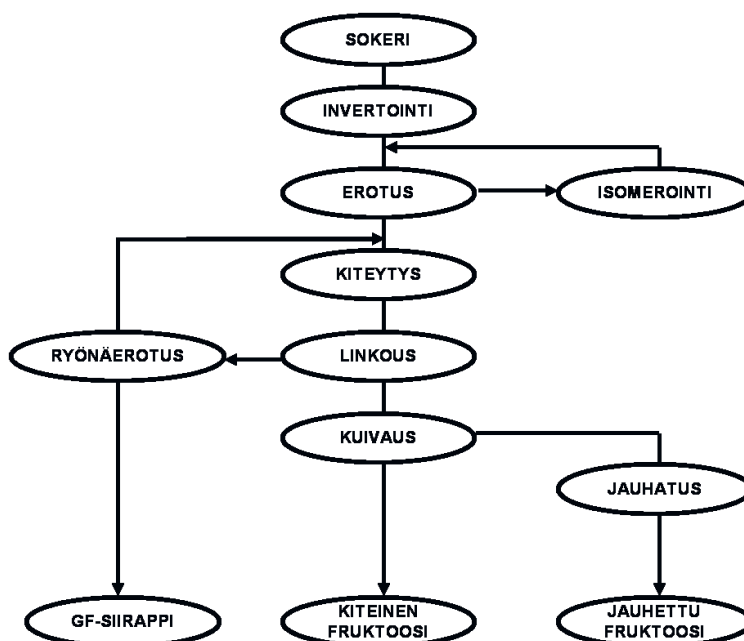 SOKERI
INVERTOINTI
EROTUS
ISOMEROINTI
KITEYTYS
RYÖNÄEROTUS
LINKOUS
KUIVAUS
JAUHATUS
GF-SIIRAPPI
KITEINEN
FRUKTOOSI
JAUHETTU
FRUKTOOSI